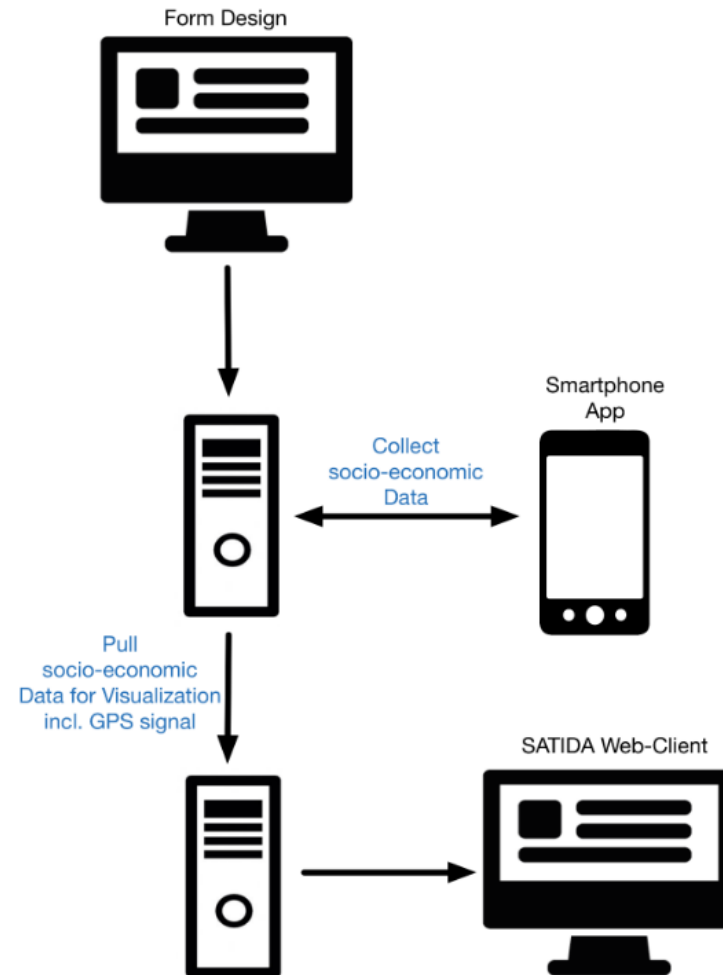 Form Design
Smartphone
App
Collect
socio-economic
Data
Pull
socio-economic
Data for Visualization
incl. GPS signal
SATIDA Web-Client